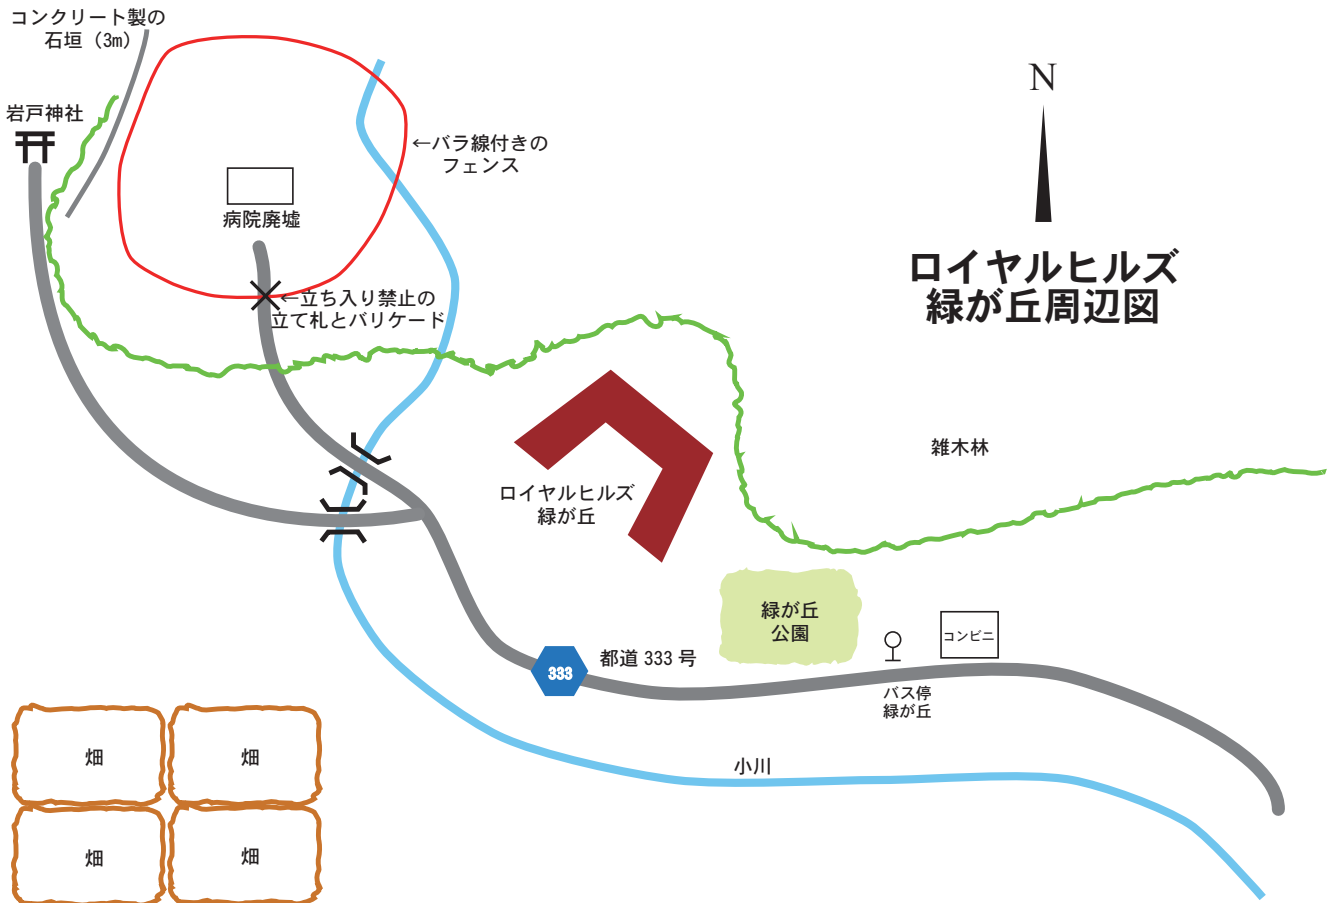 コンクリート製の
石垣（3m）
岩戸神社
←バラ線付きの
フェンス
病院廃墟
←立ち入り禁止の
立て札とバリケード
N
ロイヤルヒルズ
緑が丘周辺図
雑木林
ロイヤルヒルズ
緑が丘
緑が丘
公園
コンビニ
都道 333 号
333
バス停
緑が丘
小川
畑
畑
畑
畑